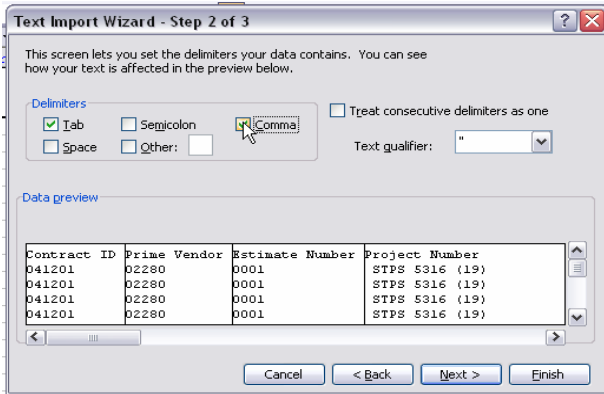 Text Import Wizard - Step 2 of 3
This screen lets you set the delimiters your data contains. You can see
how your text is affected in the preview below.
Delimiters
Tab Semicolon Comma
Space Other:
Treat consecutive delimiters as one
Text qualifier: "
Data preview
Contract ID Prime Vendor Estimate Number Project Number
041201 02280 0001 STPS 5316 (19)
041201 02280 0001 STPS 5316 (19)
041201 02280 0001 STPS 5316 (19)
041201 02280 0001 STPS 5316 (19)
Cancel < Back Next > Finish